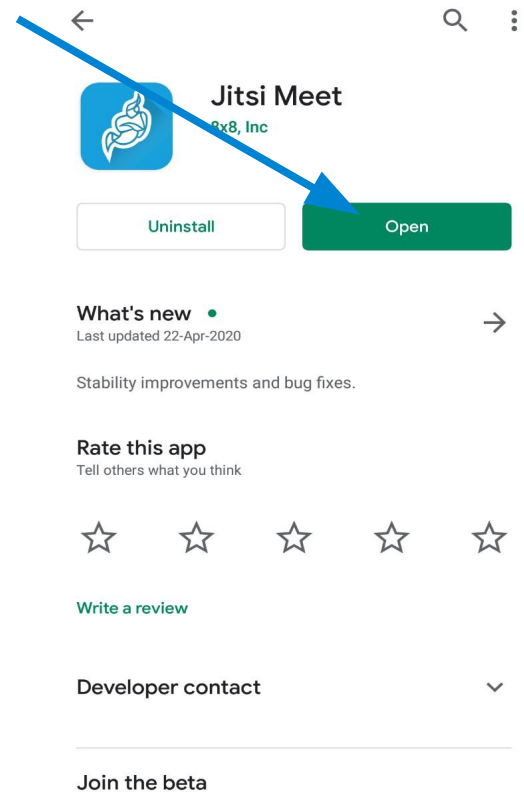 Jitsi Meet
8x8, Inc
Uninstall
Open
What's new
Last updated 22-Apr-2020
Stability improvements and bug fixes.
Rate this app
Tell others what you think
Write a review
Developer contact
Join the beta